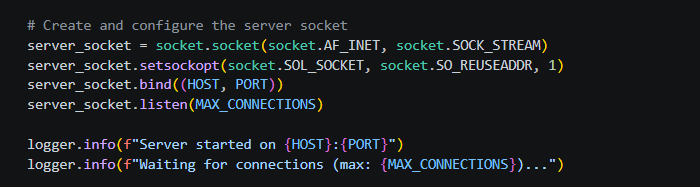 # Create and configure the server socket
server_socket = socket.socket(socket.AF_INET, socket.SOCK_STREAM)
server_socket.setsockopt(socket.SOL_SOCKET, socket.SO_REUSEADDR, 1)
server_socket.bind((HOST, PORT))
server_socket.listen(MAX_CONNECTIONS)

logger.info(f"Server started on {HOST}:{PORT}")
logger.info(f"Waiting for connections (max: {MAX_CONNECTIONS})...")